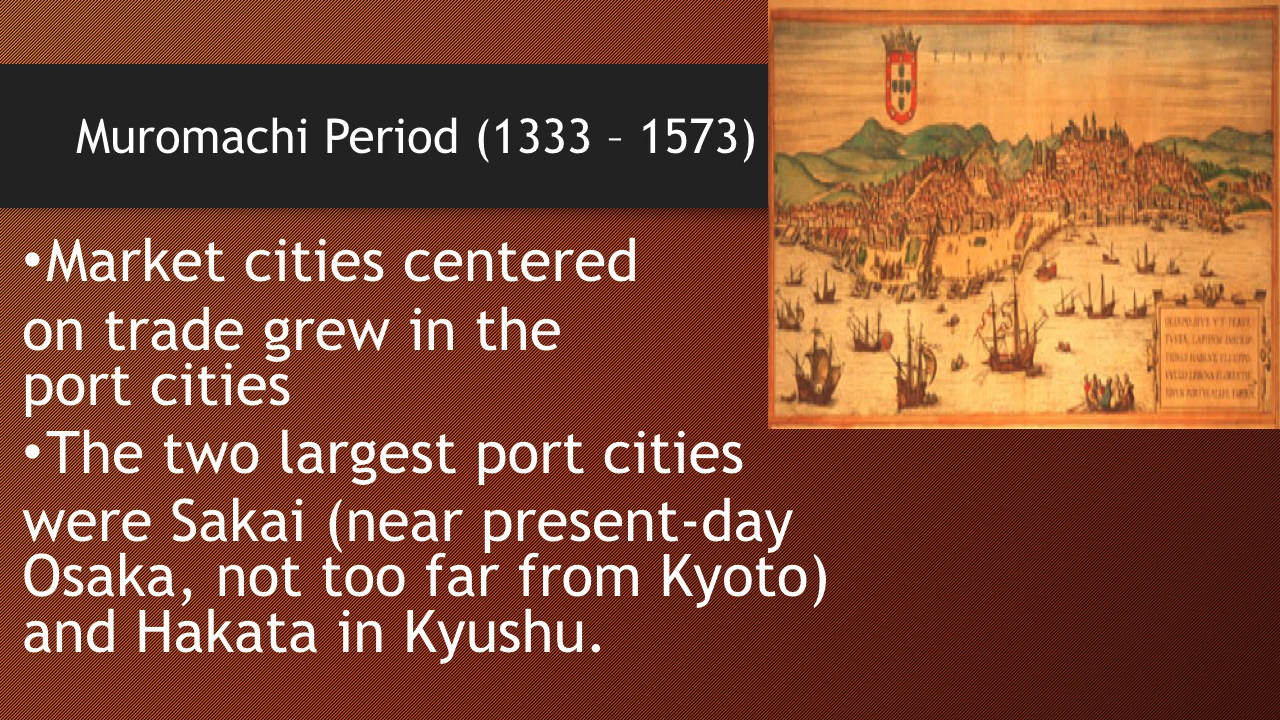 Muromachi Period (1333 – 1573)
•Market cities centered
on trade grew in the
port cities
•The two largest port cities
were Sakai (near present-day
Osaka, not too far from Kyoto)
and Hakata in Kyushu.